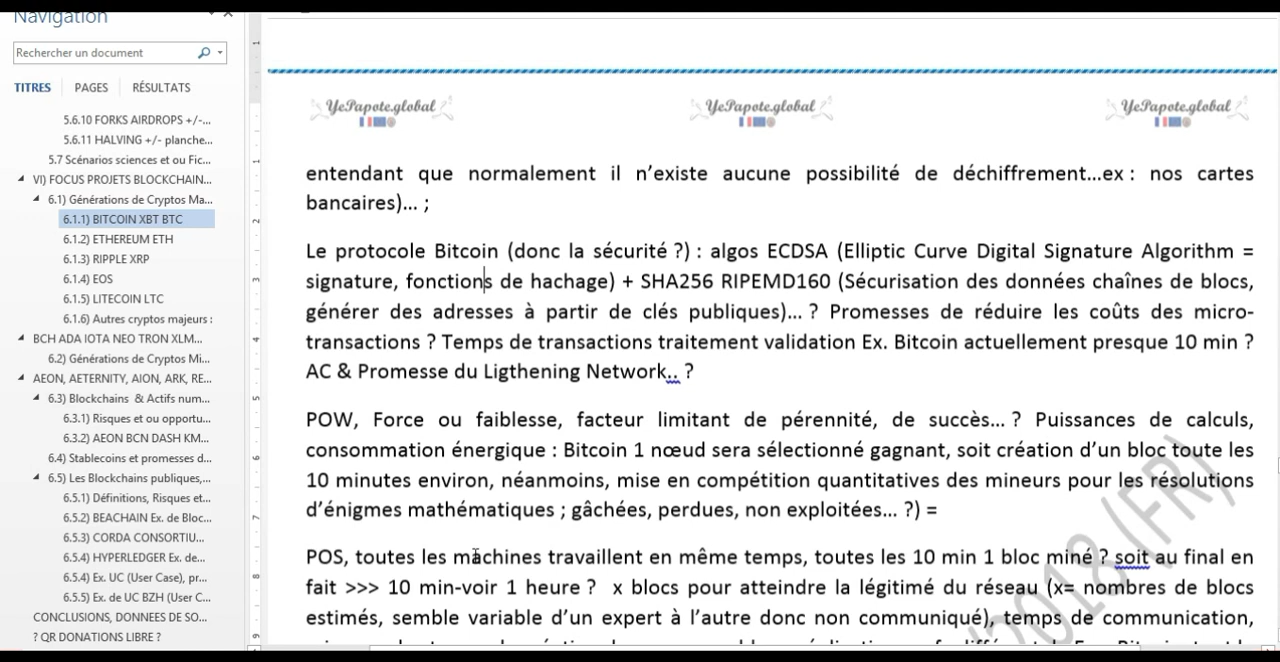 Navigation
Rechercher un document
TITRES PAGES RÉSULTATS
5.6.10 FORKS AIRDROPS +/-...
5.6.11 HALVING +/- planche...
5.7 Scénarios sciences et ou Fic...
VI) FOCUS PROJETS BLOCKCHAIN...
6.1) Générations de Cryptos Ma...
6.1.1) BITCOIN XBT BTC
6.1.2) ETHEREUM ETH
6.1.3) RIPPLE XRP
6.1.4) EOS
6.1.5) LITECOIN LTC
6.1.6) Autres cryptos majeurs :
BCH ADA IOTA NEO TRON XLM...
6.2) Générations de Cryptos Mi...
AEON, AETERNITY, AION, ARK, RE...
6.3) Blockchains & Actifs num...
6.3.1) Risques et ou opportu...
6.3.2) AEON BCN DASH KM...
6.4) Stablecoins et promesses d...
6.5) Les Blockchains publiques,...
6.5.1) Définitions, Risques et...
6.5.2) BEACHAIN Ex. de Bloc...
6.5.3) CORDA CONSORTIU...
6.5.4) HYPERLEDGER Ex. de...
6.5.4) Ex. UC (User Case), pr...
6.5.5) Ex. de UC BZH (User C...
CONCLUSIONS, DONNEES DE SO...
? QR DONATIONS LIBRE ?
YePapote.global YePapote.global YePapote.global
entendant que normalement il n’existe aucune possibilité de déchiffrement...ex : nos cartes
bancaires)... ;
Le protocole Bitcoin (donc la sécurité ?) : algos ECDSA (Elliptic Curve Digital Signature Algorithm =
signature, fonctions de hachage) + SHA256 RIPEMD160 (Sécurisation des données chaînes de blocs,
générer des adresses à partir de clés publiques)... ? Promesses de réduire les coûts des micro-
transactions ? Temps de transactions traitement validation Ex. Bitcoin actuellement presque 10 min ?
AC & Promesse du Ligthening Network.. ?
POW, Force ou faiblesse, facteur limitant de pérennité, de succès... ? Puissances de calculs,
consommation énergique : Bitcoin 1 nœud sera sélectionné gagnant, soit création d’un bloc toute les
10 minutes environ, néanmoins, mise en compétition quantitatives des mineurs pour les résolutions
d’énigmes mathématiques ; gâchées, perdues, non exploitées... ?) =
POS, toutes les machines travaillent en même temps, toutes les 10 min 1 bloc miné ? soit au final en
fait >>> 10 min-voir 1 heure ? x blocs pour atteindre la légitimé du réseau (x= nombres de blocs
estimés, semble variable d’un expert à l’autre donc non communiqué), temps de communication,
2018 (FR)